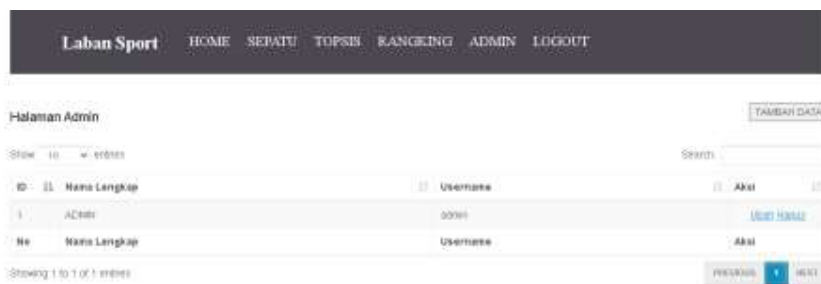 Laban Sport HOME SEPATU TOPSIS RANGKING ADMIN LOGOUT
Halaman Admin TAMBAH DATA
Show 10 entries Search:
ID Nama Lengkap Username Aksi
1 ADMIN admin Ubah Hapus
No Nama Lengkap Username Aksi
Showing 1 to 1 of 1 entries PREVIOUS 1 NEXT